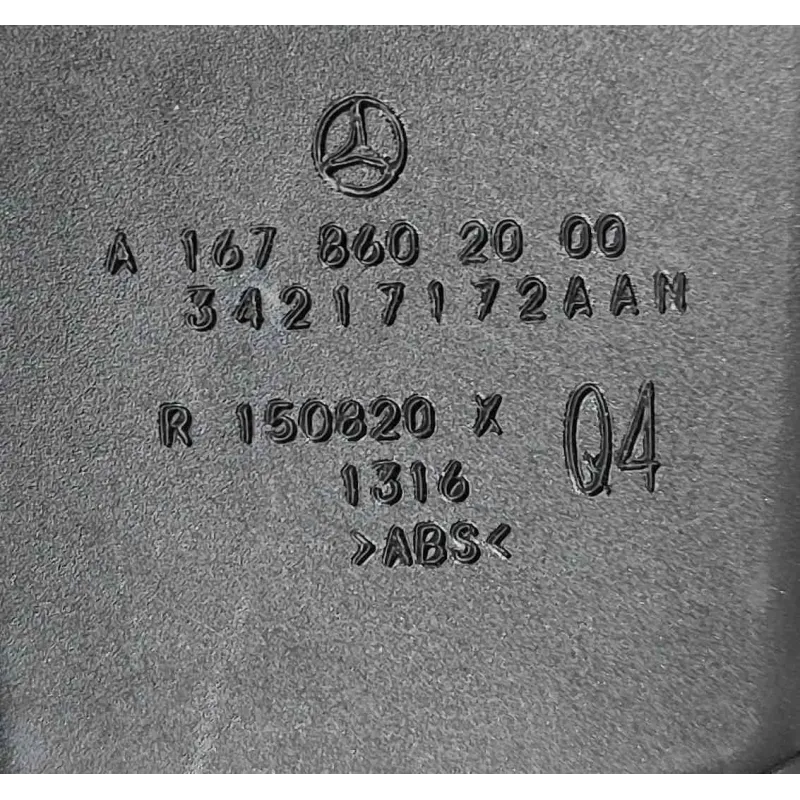 A 167 860 20 00
34217172AAN
R 150820 X
Q4
1316
>ABS<